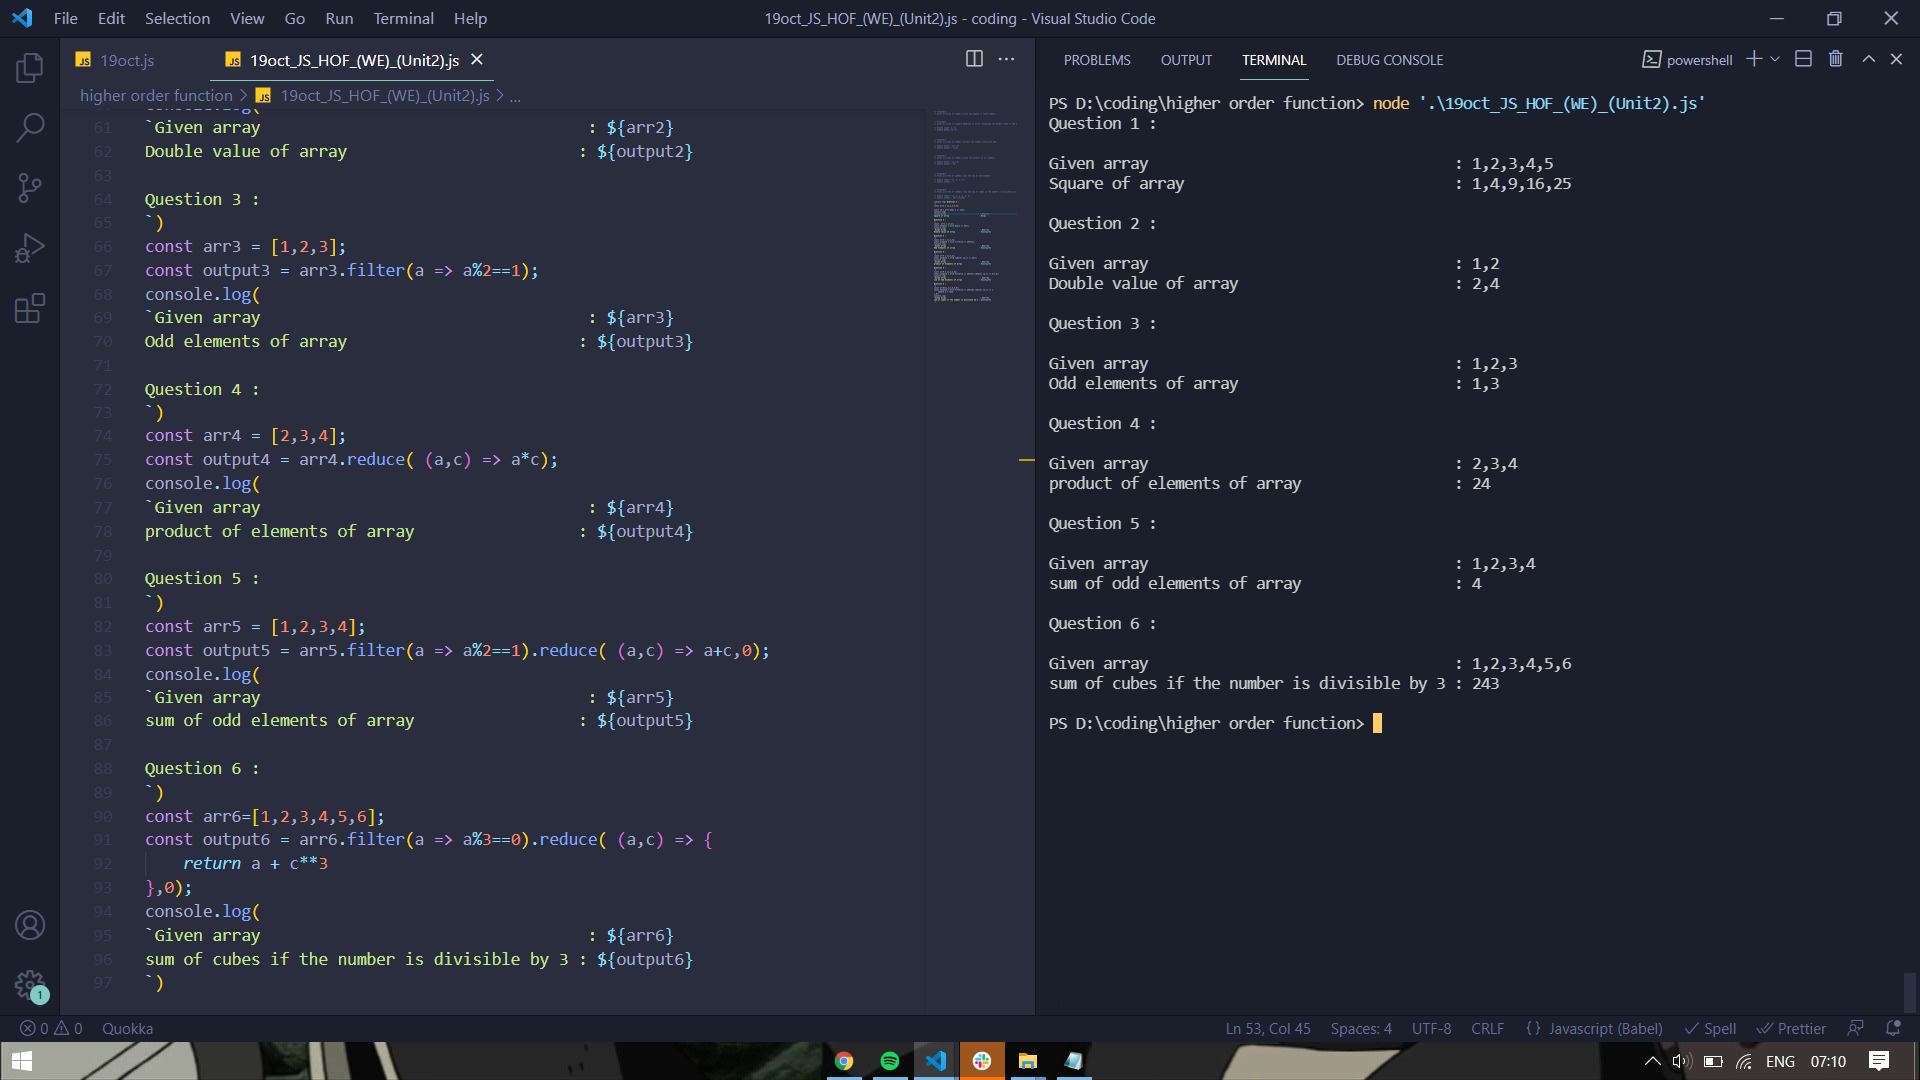 File Edit Selection View Go Run Terminal Help
19oct_JS_HOF_(WE)_(Unit2).js - coding - Visual Studio Code
JS 19oct.js
JS 19oct_JS_HOF_(WE)_(Unit2).js
higher order function > JS 19oct_JS_HOF_(WE)_(Unit2).js > ...
61 `Given array : ${arr2}
62 Double value of array : ${output2}
63
64 Question 3 :
65 `)
66 const arr3 = [1,2,3];
67 const output3 = arr3.filter(a => a%2==1);
68 console.log(
69 `Given array : ${arr3}
70 Odd elements of array : ${output3}
71
72 Question 4 :
73 `)
74 const arr4 = [2,3,4];
75 const output4 = arr4.reduce( (a,c) => a*c);
76 console.log(
77 `Given array : ${arr4}
78 product of elements of array : ${output4}
79
80 Question 5 :
81 `)
82 const arr5 = [1,2,3,4];
83 const output5 = arr5.filter(a => a%2==1).reduce( (a,c) => a+c,0);
84 console.log(
85 `Given array : ${arr5}
86 sum of odd elements of array : ${output5}
87
88 Question 6 :
89 `)
90 const arr6=[1,2,3,4,5,6];
91 const output6 = arr6.filter(a => a%3==0).reduce( (a,c) => {
92 return a + c**3
93 },0);
94 console.log(
95 `Given array : ${arr6}
96 sum of cubes if the number is divisible by 3 : ${output6}
97 `)
PROBLEMS OUTPUT TERMINAL DEBUG CONSOLE
powershell
PS D:\coding\higher order function> node '.\19oct_JS_HOF_(WE)_(Unit2).js'
Question 1 :
Given array : 1,2,3,4,5
Square of array : 1,4,9,16,25
Question 2 :
Given array : 1,2
Double value of array : 2,4
Question 3 :
Given array : 1,2,3
Odd elements of array : 1,3
Question 4 :
Given array : 2,3,4
product of elements of array : 24
Question 5 :
Given array : 1,2,3,4
sum of odd elements of array : 4
Question 6 :
Given array : 1,2,3,4,5,6
sum of cubes if the number is divisible by 3 : 243
PS D:\coding\higher order function>
1
0 0 Quokka
Ln 53, Col 45 Spaces: 4 UTF-8 CRLF {} Javascript (Babel) Spell Prettier
ENG 07:10